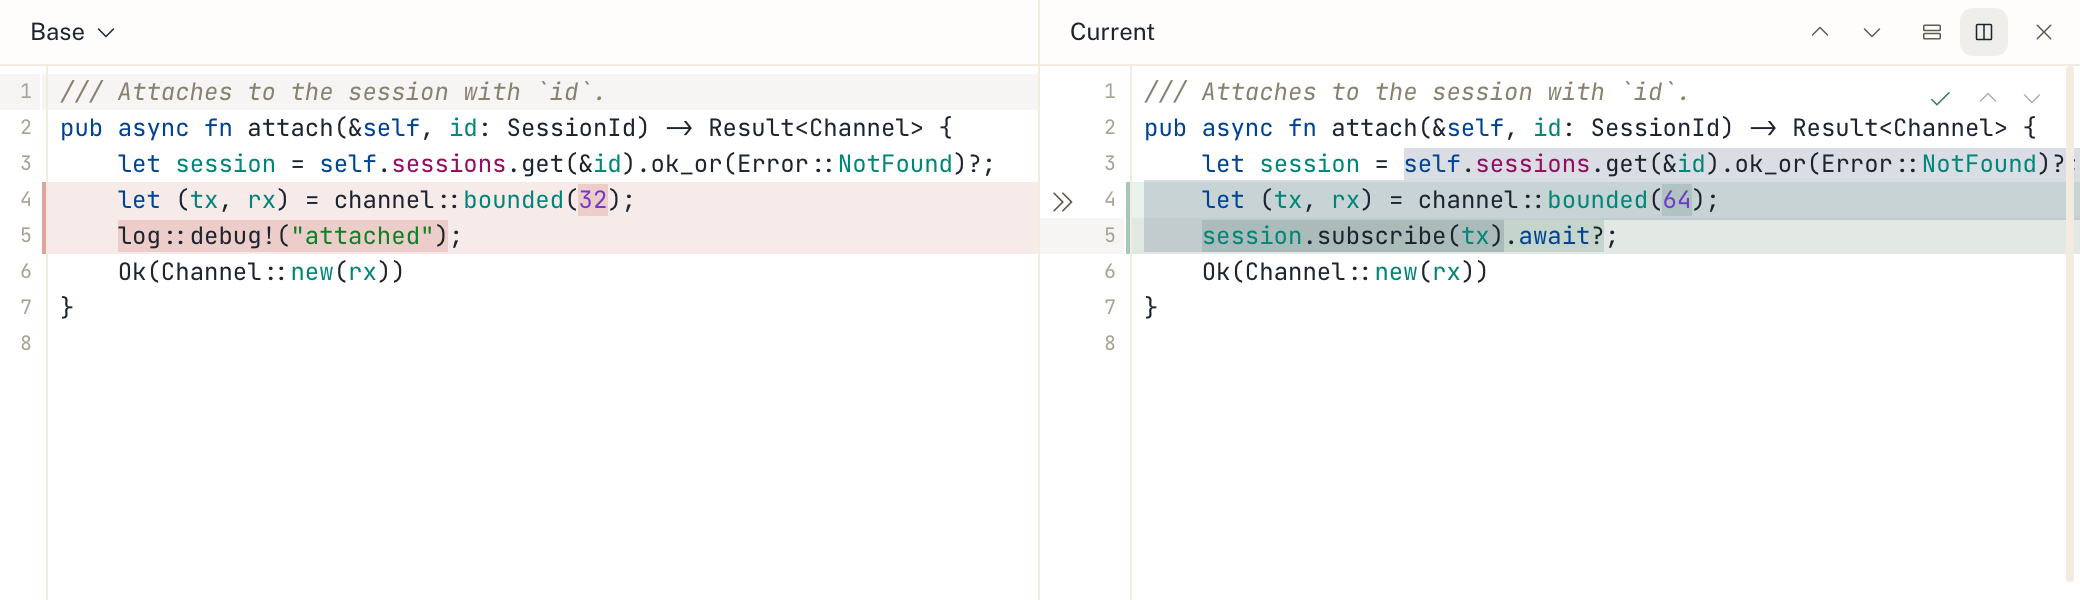 Base
1 /// Attaches to the session with `id`.
2 pub async fn attach(&self, id: SessionId) -> Result<Channel> {
3     let session = self.sessions.get(&id).ok_or(Error::NotFound)?;
4     let (tx, rx) = channel::bounded(32);
5     log::debug!("attached");
6     Ok(Channel::new(rx))
7 }
8
Current
1 /// Attaches to the session with `id`.
2 pub async fn attach(&self, id: SessionId) -> Result<Channel> {
3     let session = self.sessions.get(&id).ok_or(Error::NotFound)?;
4     let (tx, rx) = channel::bounded(64);
5     session.subscribe(tx).await?;
6     Ok(Channel::new(rx))
7 }
8